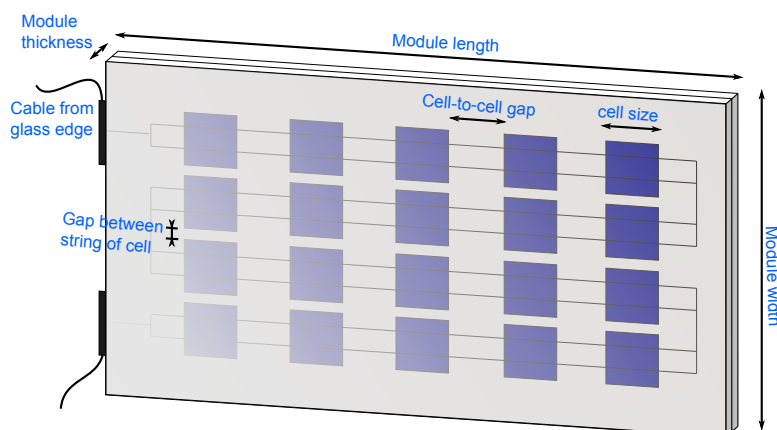 Module
thickness
Module length
Cable from
glass edge
Cell-to-cell gap
cell size
Gap between
string of cell
Module width